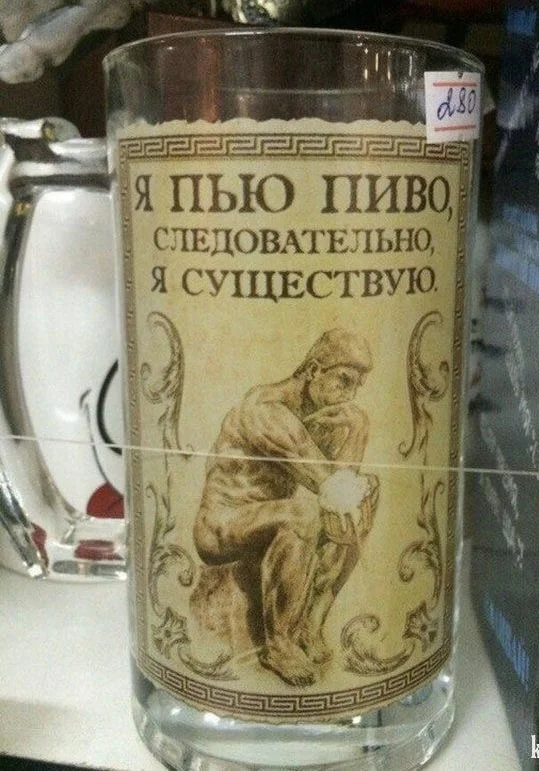 280
Я ПЬЮ ПИВО,
СЛЕДОВАТЕЛЬНО,
Я СУЩЕСТВУЮ.